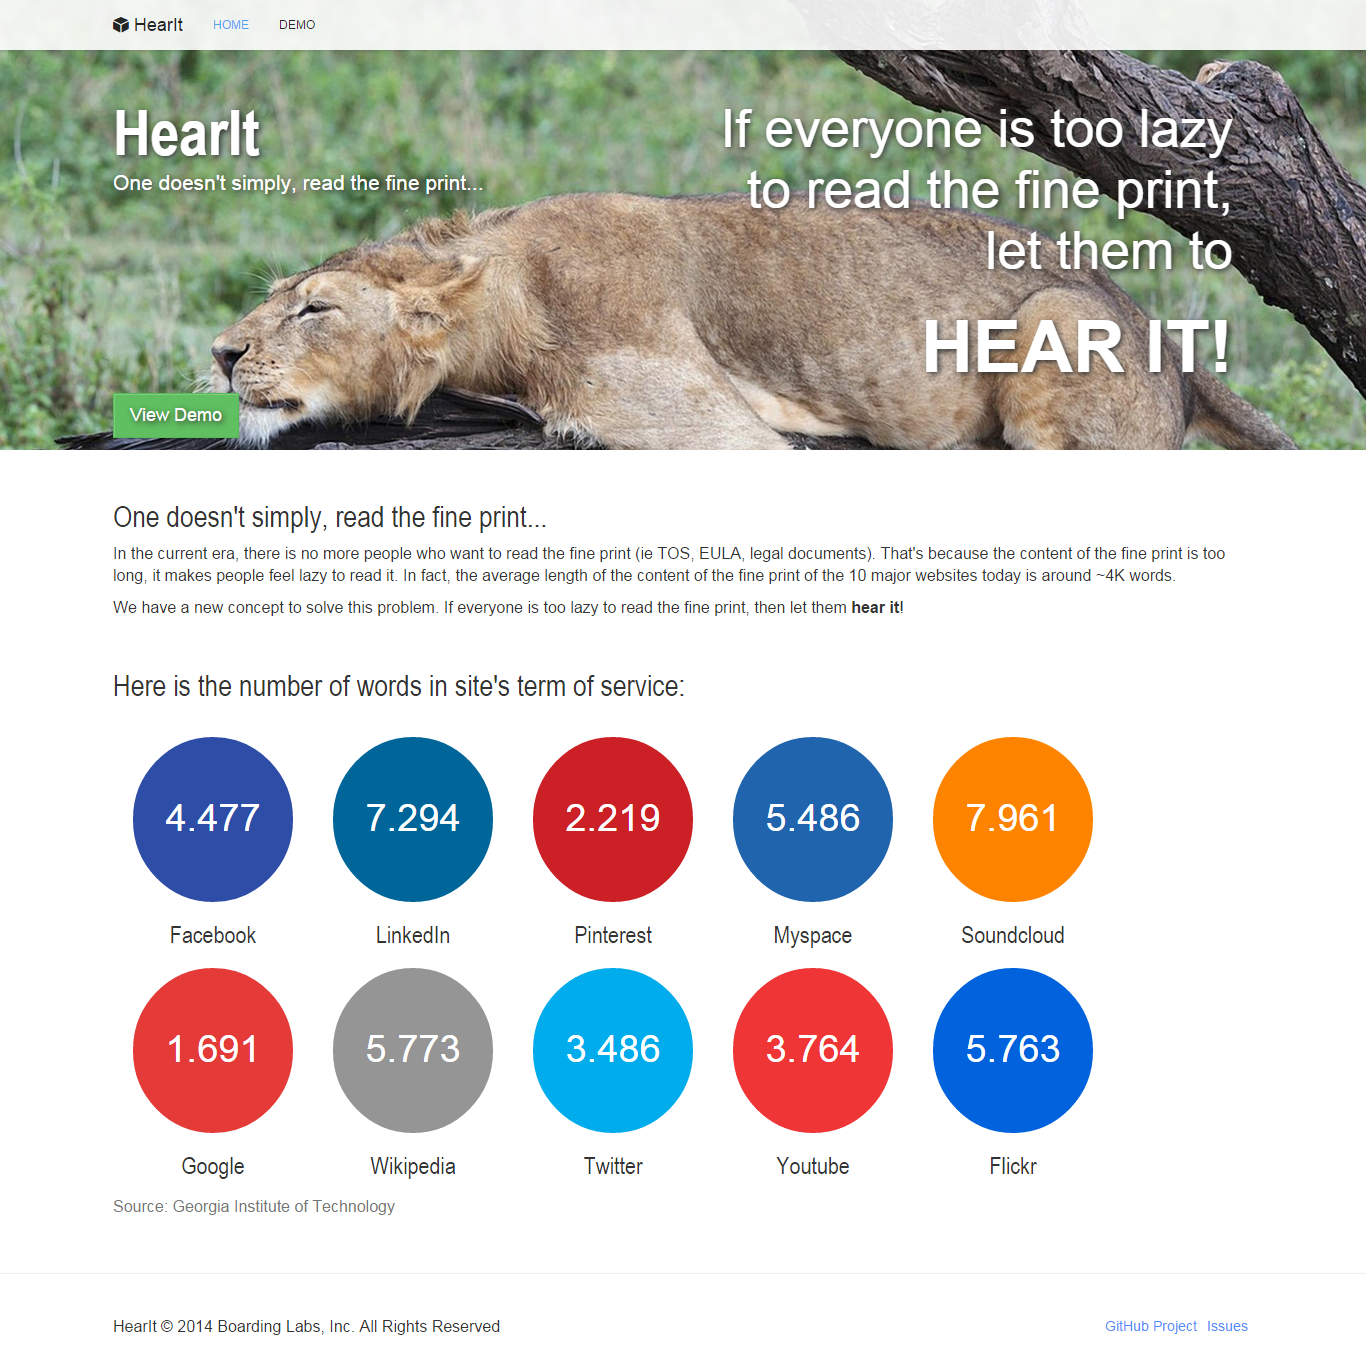 HearIt HOME DEMO
HearIt
One doesn't simply, read the fine print...
If everyone is too lazy
to read the fine print,
let them to
HEAR IT!
View Demo
One doesn't simply, read the fine print...
In the current era, there is no more people who want to read the fine print (ie TOS, EULA, legal documents). That's because the content of the fine print is too
long, it makes people feel lazy to read it. In fact, the average length of the content of the fine print of the 10 major websites today is around ~4K words.
We have a new concept to solve this problem. If everyone is too lazy to read the fine print, then let them hear it!
Here is the number of words in site's term of service:
4.477 7.294 2.219 5.486 7.961
Facebook LinkedIn Pinterest Myspace Soundcloud
1.691 5.773 3.486 3.764 5.763
Google Wikipedia Twitter Youtube Flickr
Source: Georgia Institute of Technology
HearIt © 2014 Boarding Labs, Inc. All Rights Reserved GitHub Project Issues